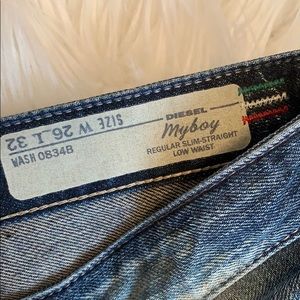 DIESEL
Myboy
REGULAR SLIM-STRAIGHT
LOW WAIST
SIZE W 26 L 32
WASH 0834B